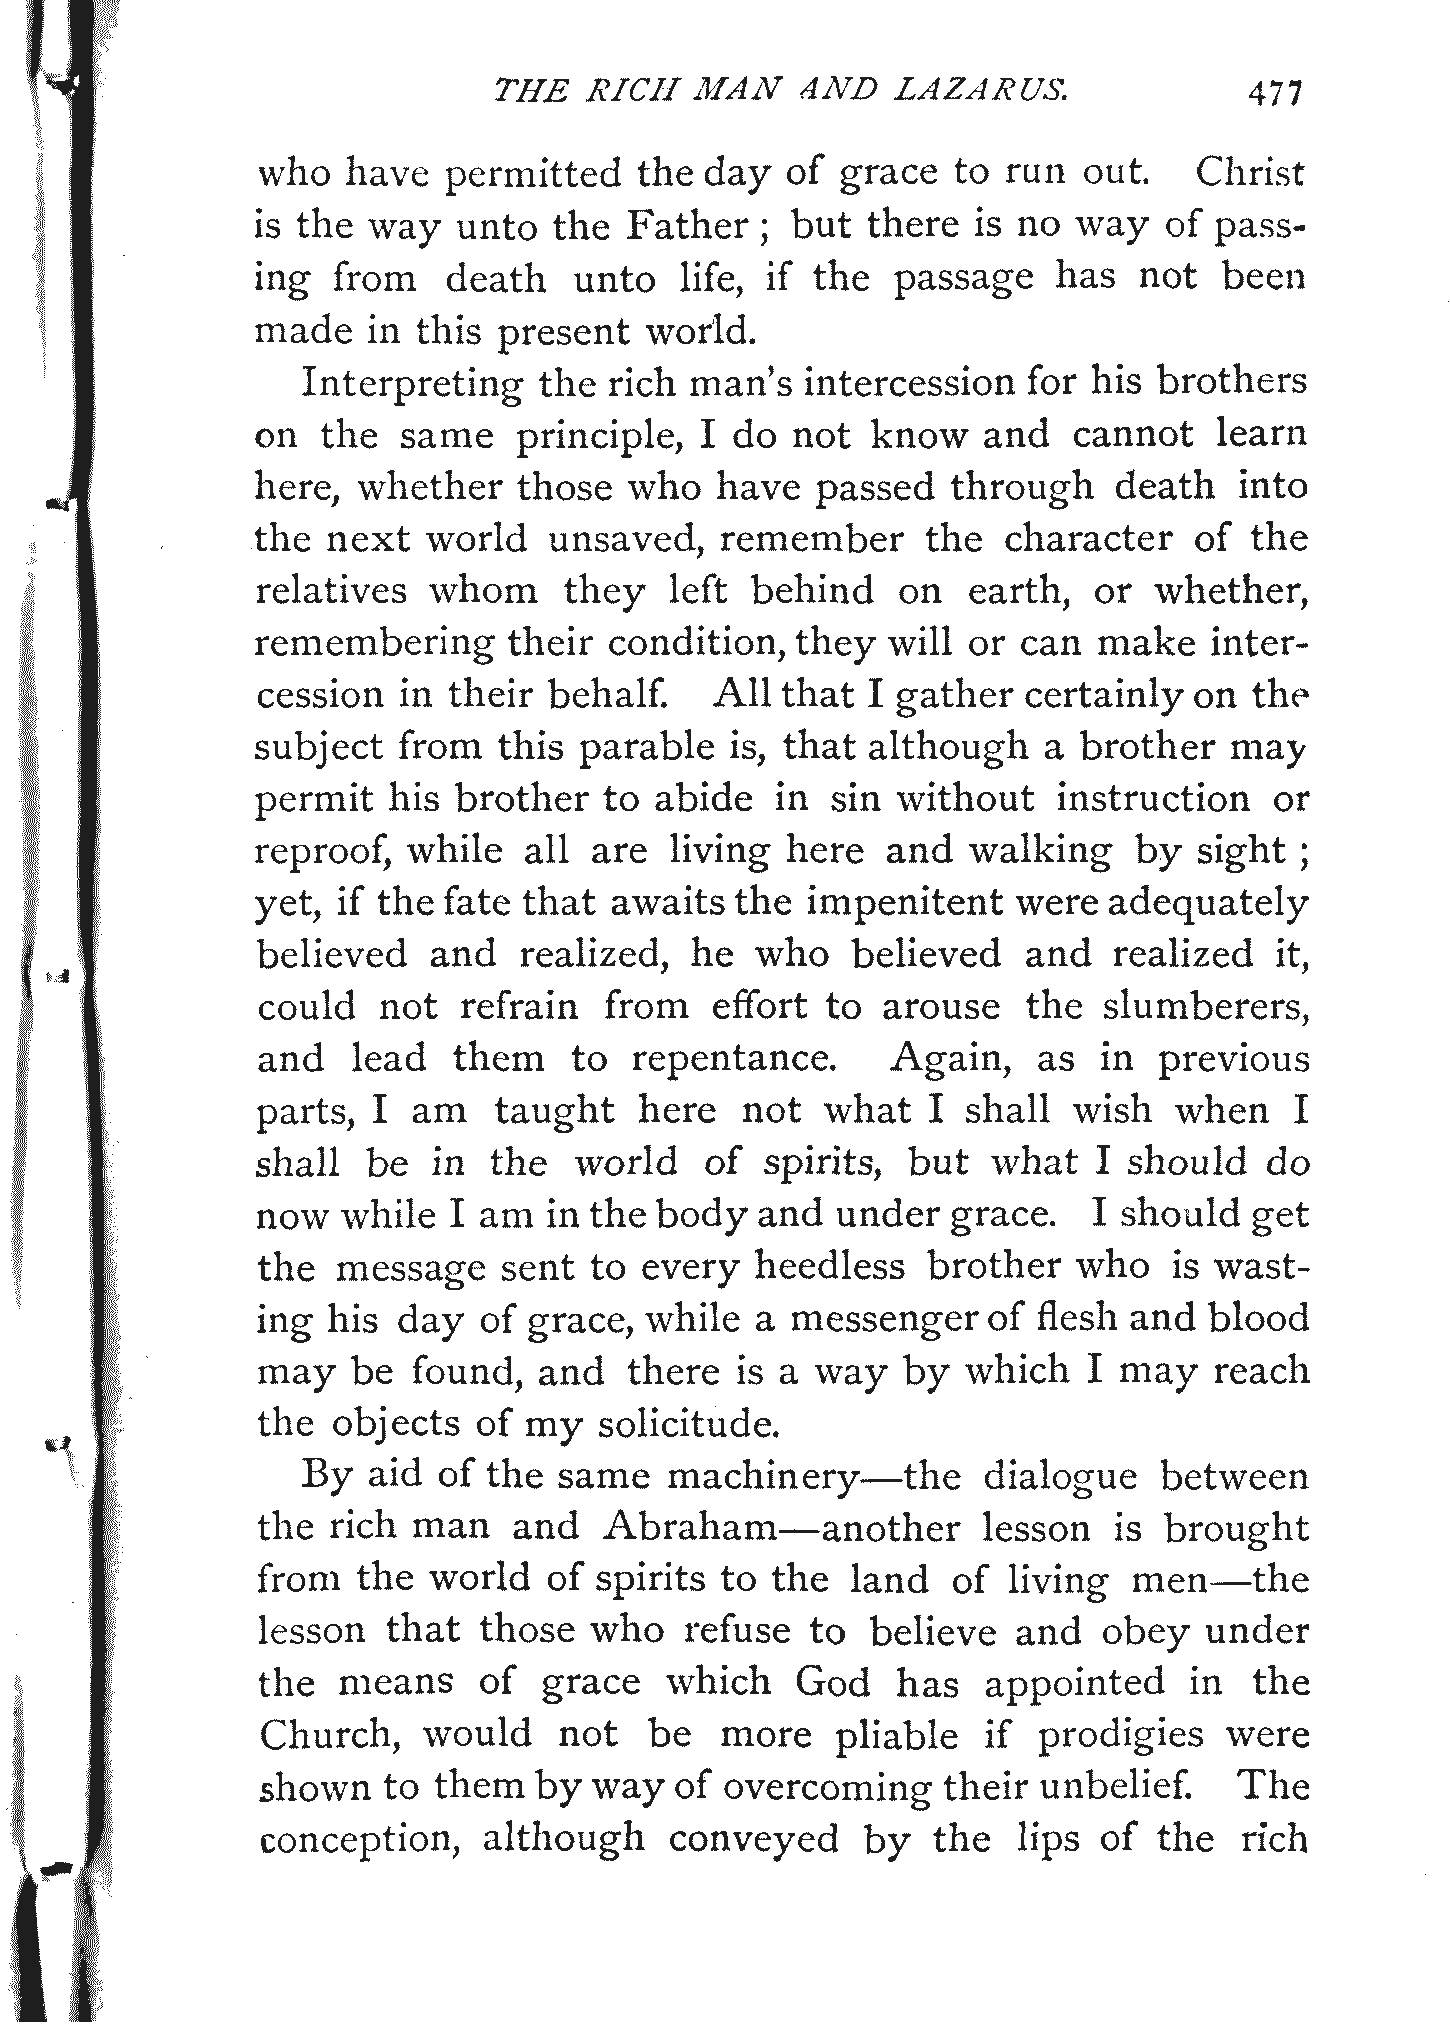 THE RICH MAN AND LAZARUS. 477
who have permitted the day of grace to run out. Christ
is the way unto the Father ; but there is no way of pass-
ing from death unto life, if the passage has not been
made in this present world.
Interpreting the rich man's intercession for his brothers
on the same principle, I do not know and cannot learn
here, whether those who have passed through death into
the next world unsaved, remember the character of the
relatives whom they left behind on earth, or whether,
remembering their condition, they will or can make inter-
cession in their behalf. All that I gather certainly on the
subject from this parable is, that although a brother may
permit his brother to abide in sin without instruction or
reproof, while all are living here and walking by sight ;
yet, if the fate that awaits the impenitent were adequately
believed and realized, he who believed and realized it,
could not refrain from effort to arouse the slumberers,
and lead them to repentance. Again, as in previous
parts, I am taught here not what I shall wish when I
shall be in the world of spirits, but what I should do
now while I am in the body and under grace. I should get
the message sent to every heedless brother who is wast-
ing his day of grace, while a messenger of flesh and blood
may be found, and there is a way by which I may reach
the objects of my solicitude.
By aid of the same machinery—the dialogue between
the rich man and Abraham—another lesson is brought
from the world of spirits to the land of living men—the
lesson that those who refuse to believe and obey under
the means of grace which God has appointed in the
Church, would not be more pliable if prodigies were
shown to them by way of overcoming their unbelief. The
conception, although conveyed by the lips of the rich